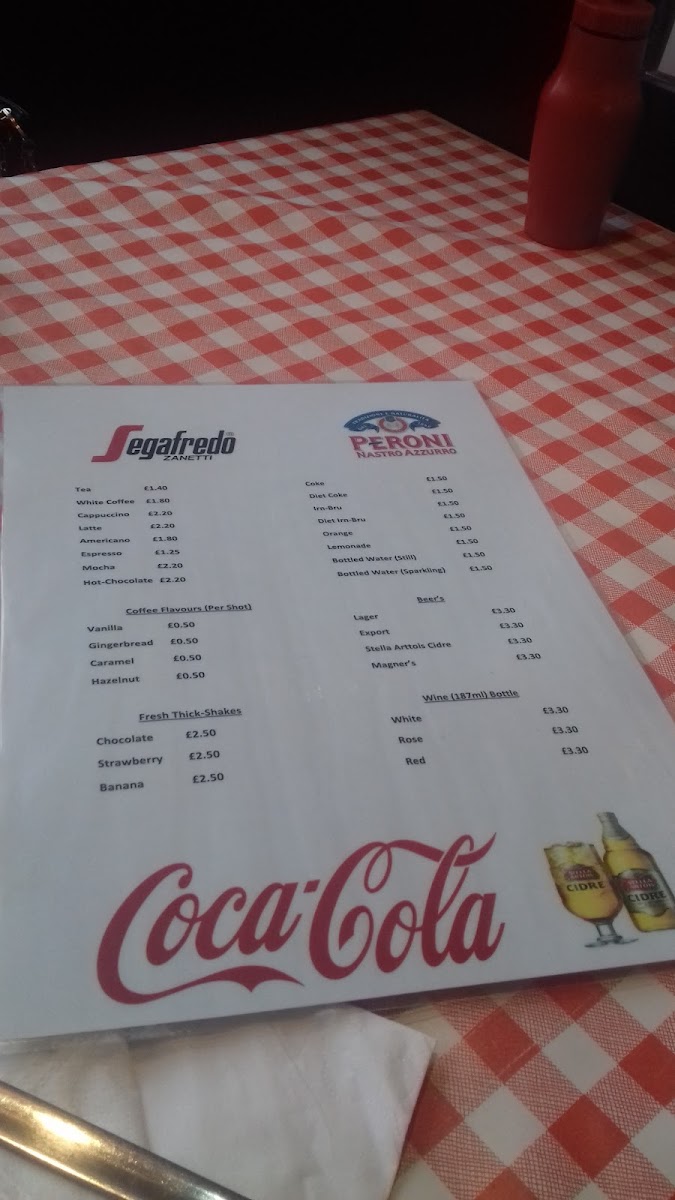 Segafredo
ZANETTI
Tea £1.40
White Coffee £1.80
Cappuccino £2.20
Latte £2.20
Americano £1.80
Espresso £1.25
Mocha £2.20
Hot-Chocolate £2.20
Coffee Flavours (Per Shot)
Vanilla £0.50
Gingerbread £0.50
Caramel £0.50
Hazelnut £0.50
Fresh Thick-Shakes
Chocolate £2.50
Strawberry £2.50
Banana £2.50
PERONI
NASTRO AZZURRO
Coke £1.50
Diet Coke £1.50
Irn-Bru £1.50
Diet Irn-Bru £1.50
Orange £1.50
Lemonade £1.50
Bottled Water (Still) £1.50
Bottled Water (Sparkling) £1.50
Beer's
Lager £3.30
Export £3.30
Stella Arttois Cidre £3.30
Magner's £3.30
Wine (187ml) Bottle
White £3.30
Rose £3.30
Red £3.30
Coca-Cola
CIDRE
CIDRE